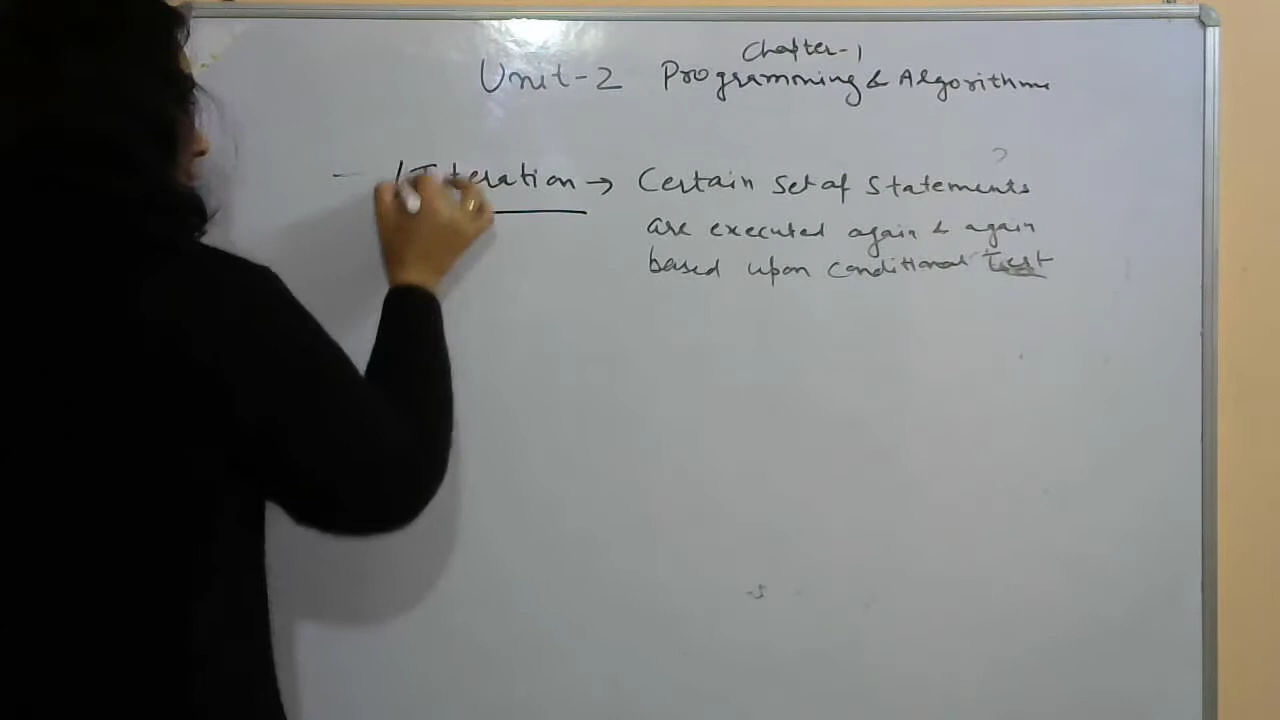 Chapter-1
Unit-2 Programming & Algorithms
Iteration → Certain set of statements
are executed again & again
based upon conditional Test